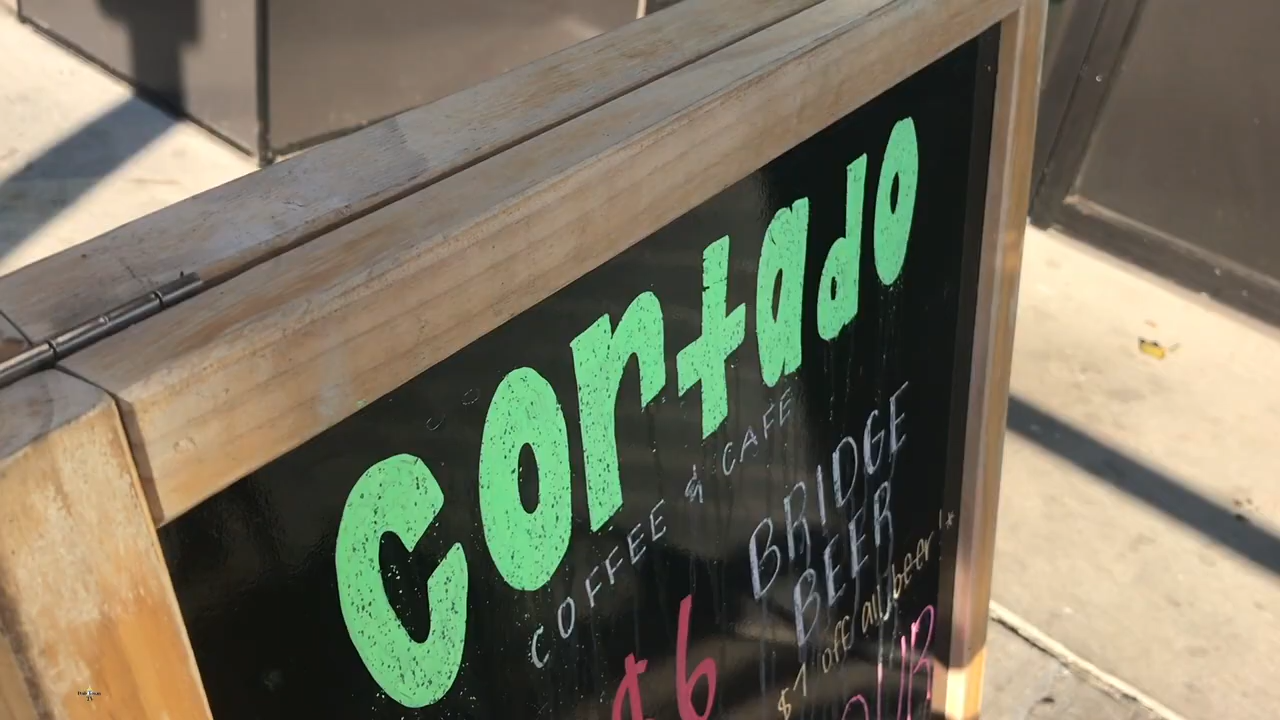 cortado
COFFEE & CAFE
BRIDGE
BEER
$1 off all beer!*
$6